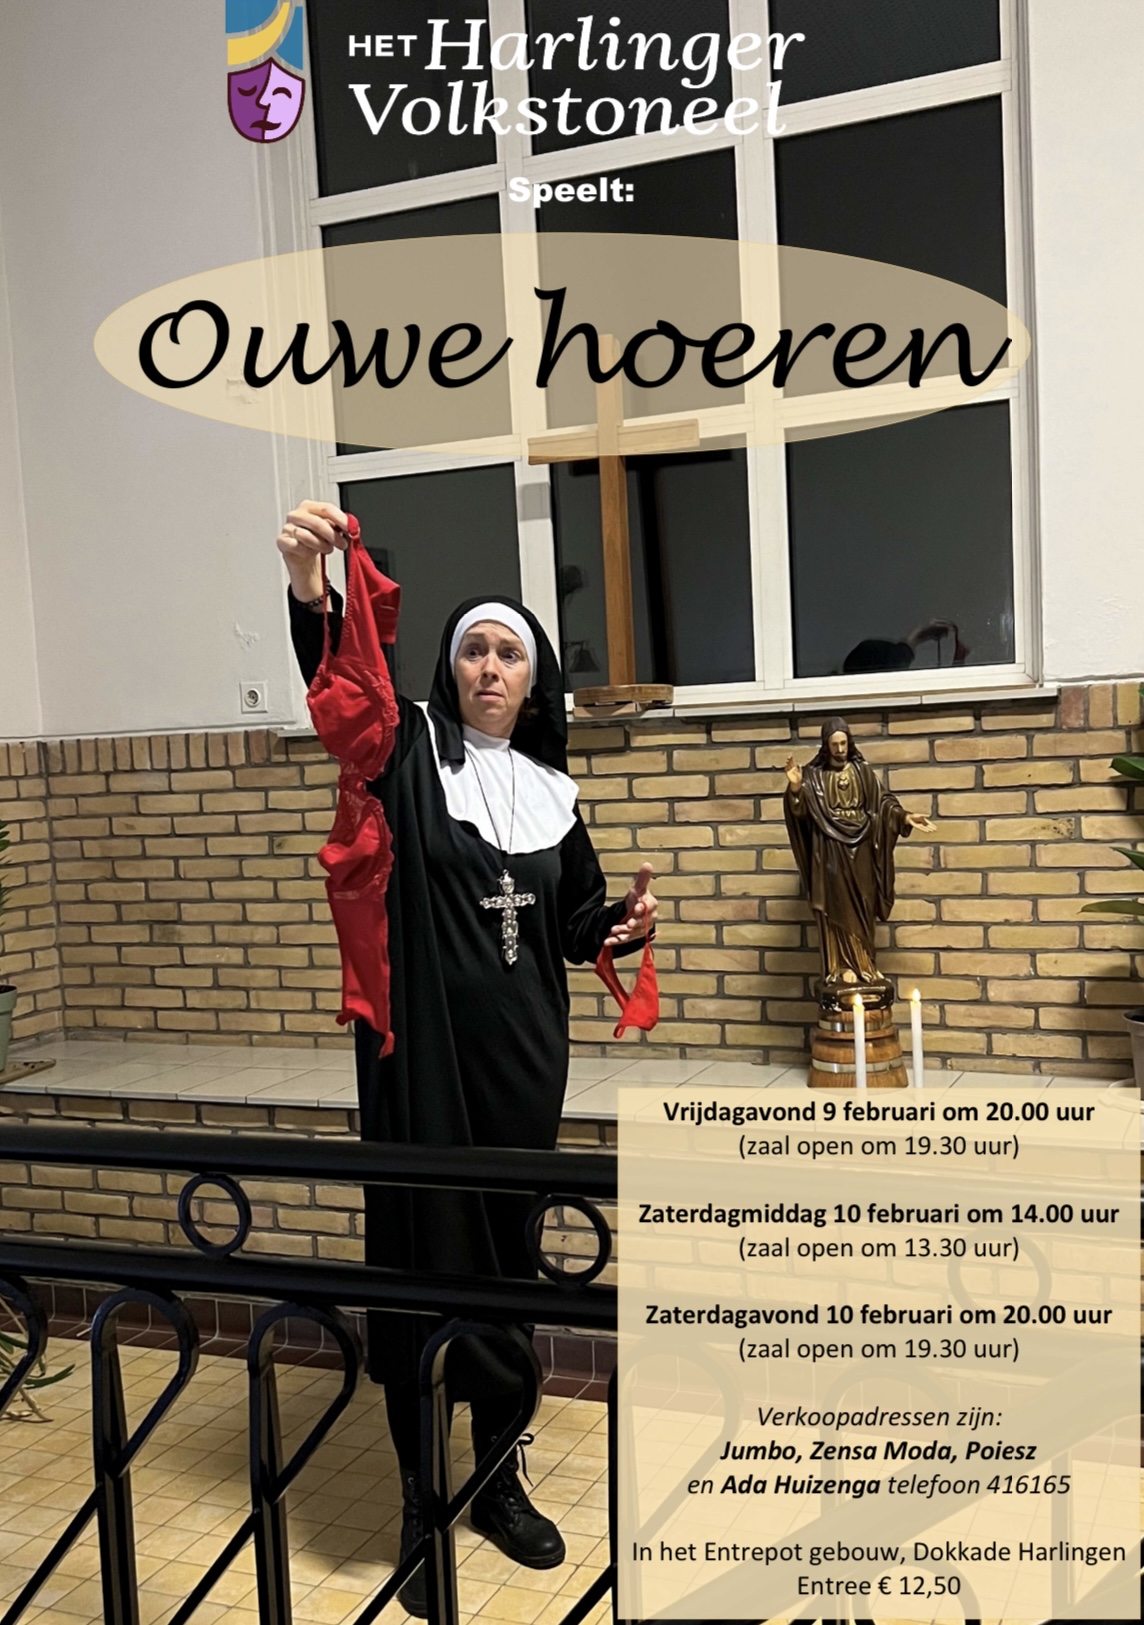 HET Harlinger
Volkstoneel
Speelt:
Ouwe hoeren
Vrijdagavond 9 februari om 20.00 uur
(zaal open om 19.30 uur)
Zaterdagmiddag 10 februari om 14.00 uur
(zaal open om 13.30 uur)
Zaterdagavond 10 februari om 20.00 uur
(zaal open om 19.30 uur)
Verkoopadressen zijn:
Jumbo, Zensa Moda, Poiesz
en Ada Huizenga telefoon 416165
In het Entrepot gebouw, Dokkade Harlingen
Entree € 12,50